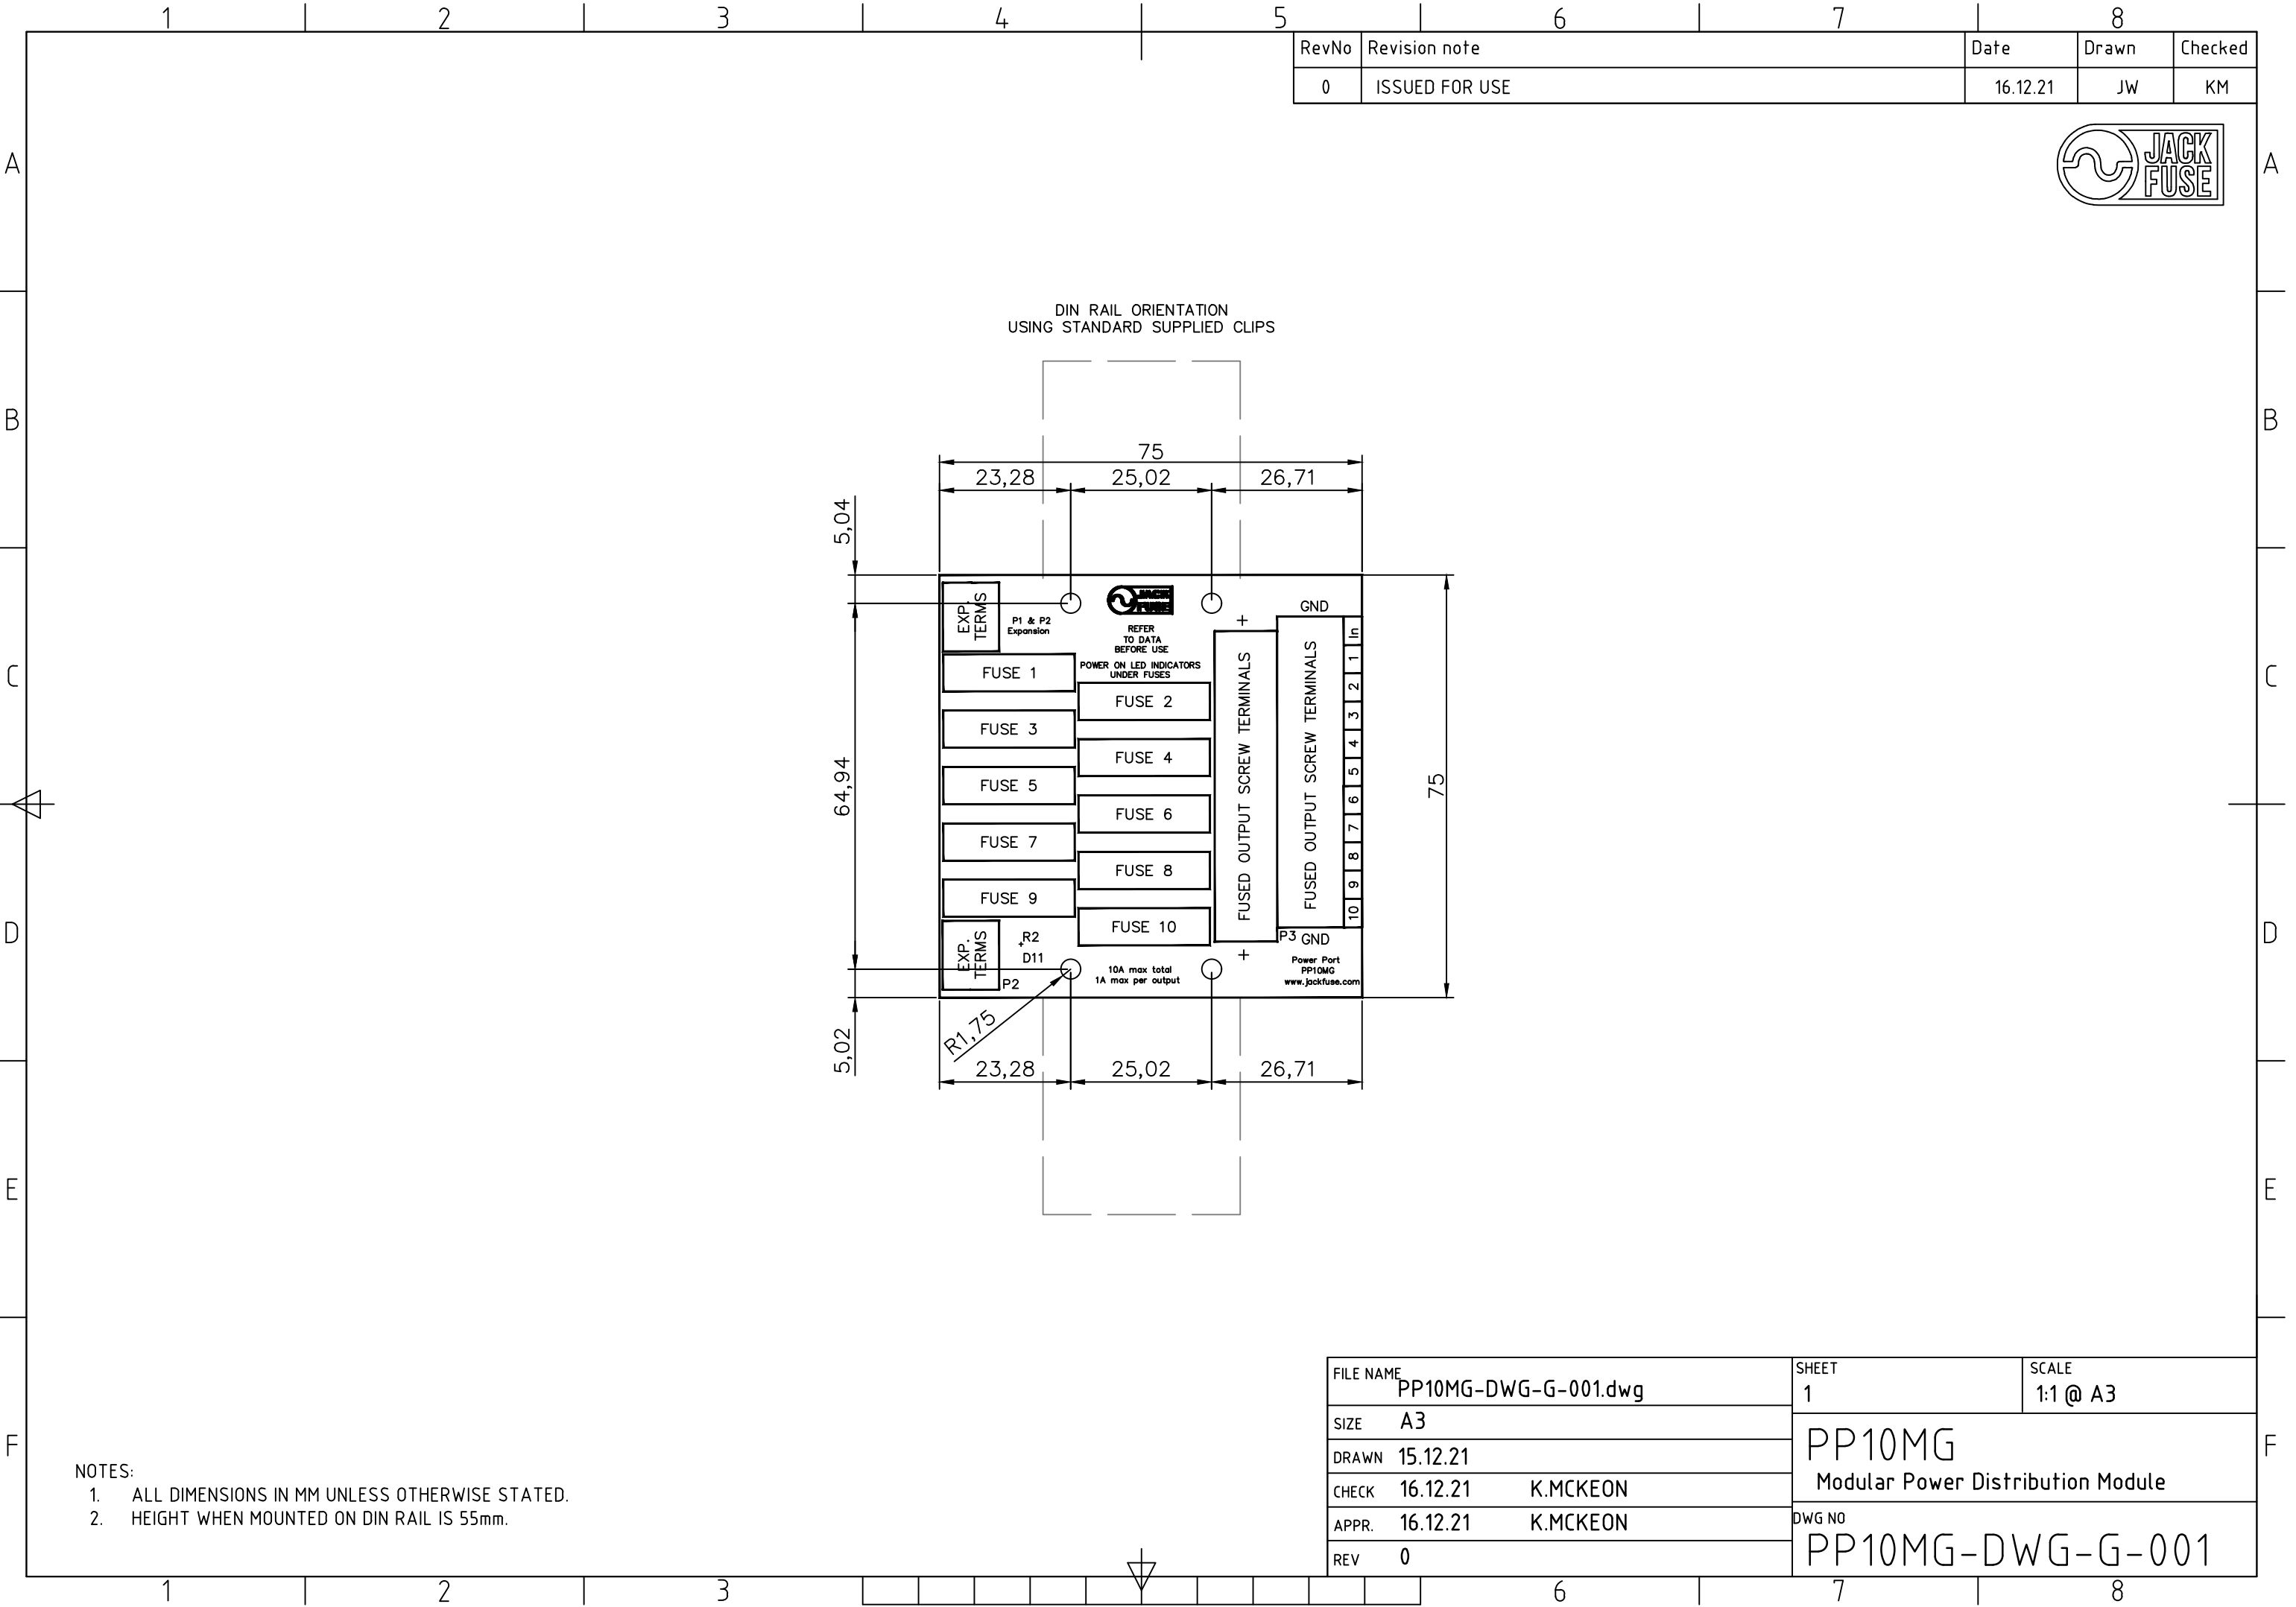 1 2 3 4 5 6 7 8
RevNo Revision note Date Drawn Checked
0 ISSUED FOR USE 16.12.21 JW KM
JACK
FUSE
A A
B B
C C
D D
E E
F F
DIN RAIL ORIENTATION
USING STANDARD SUPPLIED CLIPS
75
23,28 25,02 26,71
5,04
64,94
5,02
75
EXP.
TERMS
P1 & P2
Expansion
JACK
FUSE
REFER
TO DATA
BEFORE USE
POWER ON LED INDICATORS
UNDER FUSES
GND
+
FUSE 1
FUSE 2
FUSE 3
FUSE 4
FUSE 5
FUSE 6
FUSE 7
FUSE 8
FUSE 9
FUSE 10
FUSED OUTPUT SCREW TERMINALS
FUSED OUTPUT SCREW TERMINALS
In
1
2
3
4
5
6
7
8
9
10
EXP.
TERMS
R2
+
D11
P2
10A max total
1A max per output
+
P3 GND
Power Port
PP10MG
www.jackfuse.com
R1,75
23,28 25,02 26,71
NOTES:
1. ALL DIMENSIONS IN MM UNLESS OTHERWISE STATED.
2. HEIGHT WHEN MOUNTED ON DIN RAIL IS 55mm.
FILE NAME PP10MG-DWG-G-001.dwg
SIZE A3
DRAWN 15.12.21
CHECK 16.12.21 K.MCKEON
APPR. 16.12.21 K.MCKEON
REV 0
SHEET
1
SCALE
1:1 @ A3
PP10MG
Modular Power Distribution Module
DWG NO
PP10MG-DWG-G-001
1 2 3 6 7 8